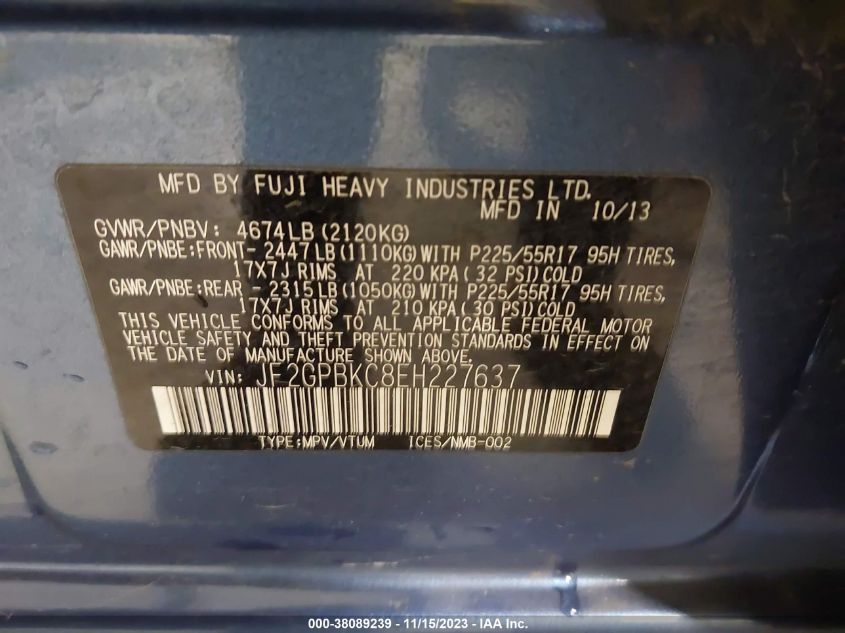 MFD BY FUJI HEAVY INDUSTRIES LTD.
MFD IN 10/13
GVWR/PNBV: 4674LB(2120KG)
GAWR/PNBE:FRONT- 2447LB(1110KG)WITH P225/55R17 95H TIRES,
17X7J RIMS AT 220 KPA(32 PSI)COLD
GAWR/PNBE:REAR - 2315LB(1050KG)WITH P225/55R17 95H TIRES,
17X7J RIMS AT 210 KPA(30 PSI)COLD
THIS VEHICLE CONFORMS TO ALL APPLICABLE FEDERAL MOTOR
VEHICLE SAFETY AND THEFT PREVENTION STANDARDS IN EFFECT ON
THE DATE OF MANUFACTURE SHOWN ABOVE.
VIN: JF2GPBKC8EH227637
TYPE:MPV/VTUM ICES/NMB-002
000-38089239 - 11/15/2023 - IAA Inc.